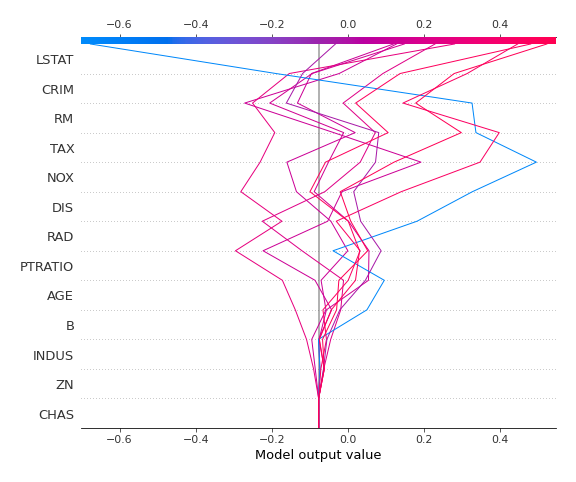 −0.6 −0.4 −0.2 0.0 0.2 0.4
LSTAT
CRIM
RM
TAX
NOX
DIS
RAD
PTRATIO
AGE
B
INDUS
ZN
CHAS
−0.6 −0.4 −0.2 0.0 0.2 0.4
Model output value